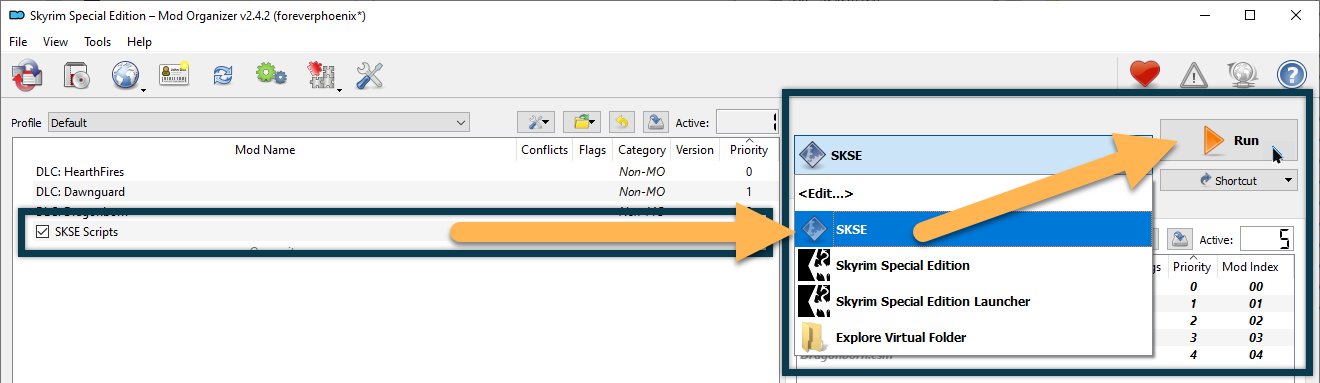 Skyrim Special Edition – Mod Organizer v2.4.2 (foreverphoenix*)
File View Tools Help
Profile Default Active:
Mod Name Conflicts Flags Category Version Priority
DLC: HearthFires Non-MO 0
DLC: Dawnguard Non-MO 1
DLC: Dragonborn Non-MO
SKSE Scripts
SKSE
Run
Shortcut
<Edit...>
SKSE
Skyrim Special Edition
Skyrim Special Edition Launcher
Explore Virtual Folder
Active: 5
Priority Mod Index
0 00
1 01
2 02
3 03
Dragonborn.esm 4 04